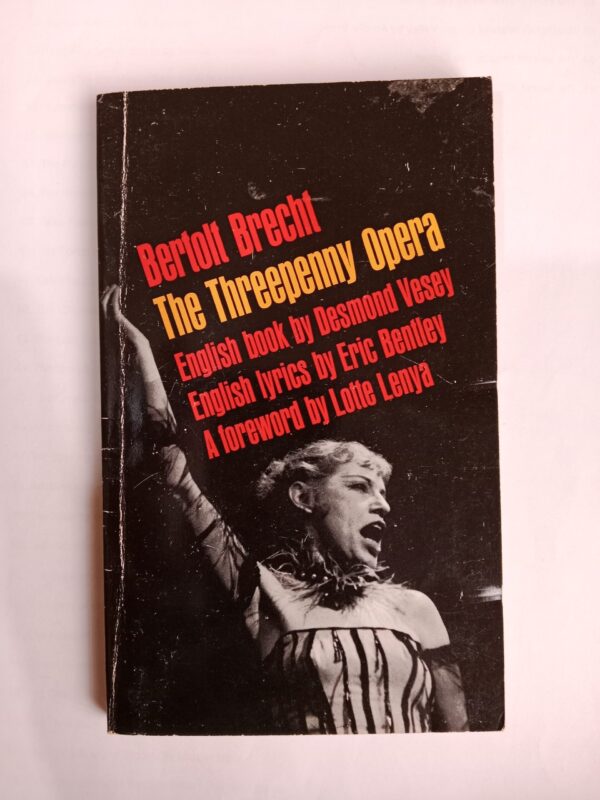 Bertolt Brecht
The Threepenny Opera
English book by Desmond Vesey
English lyrics by Eric Bentley
A foreword by Lotte Lenya